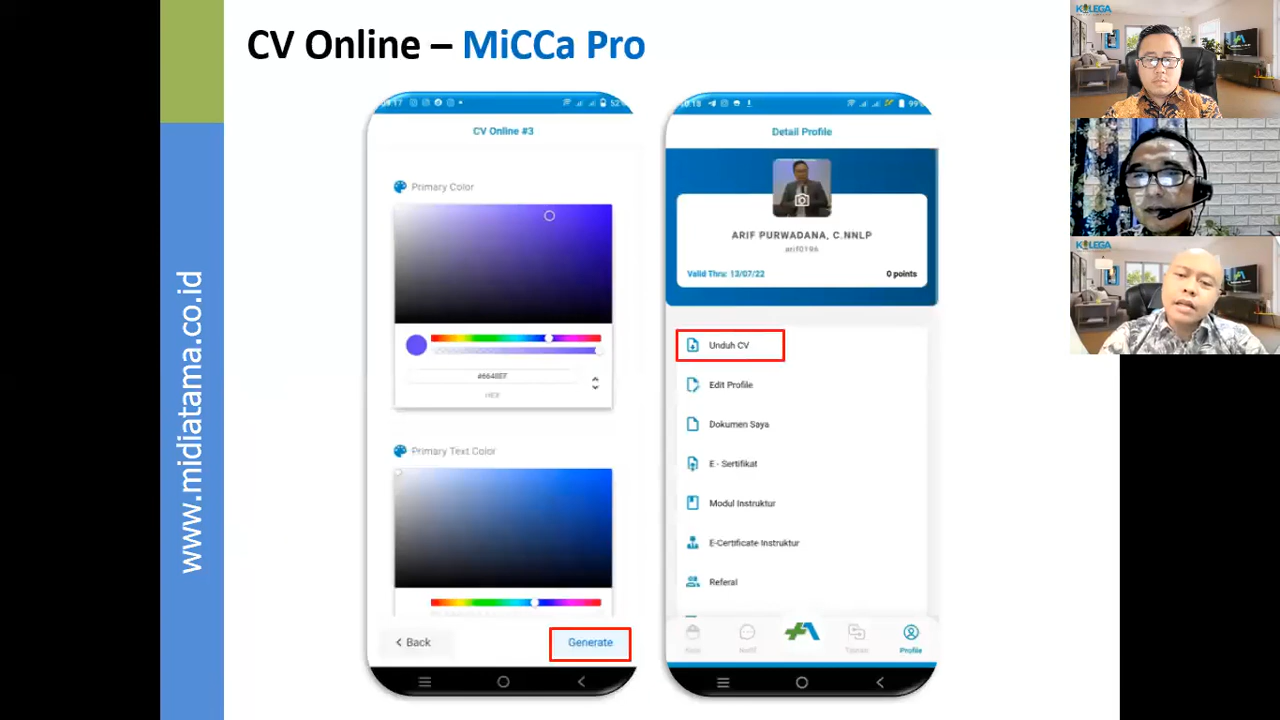 CV Online – MiCCa Pro
www.midiatama.co.id
CV Online #3
Primary Color
#6648EF
HEX
Primary Text Color
Back
Generate
Detail Profile
ARIF PURWADANA, C.NNLP
arif0196
Valid Thru: 13/07/22
0 points
Unduh CV
Edit Profile
Dokumen Saya
E - Sertifikat
Modul Instruktur
E-Certificate Instruktur
Referal
Profile
KOLEGA
KOLEGA